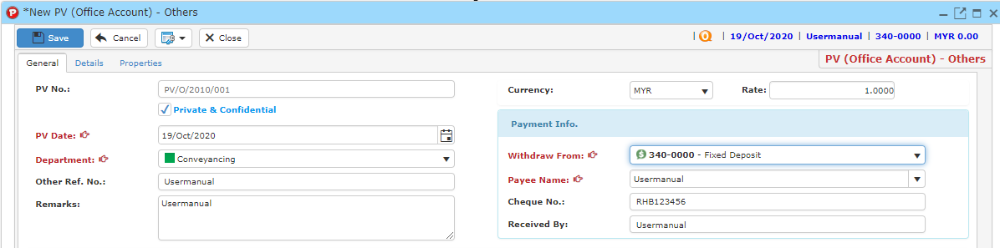 *New PV (Office Account) - Others
Save Cancel Close | | 19/Oct/2020 | Usermanual | 340-0000 | MYR 0.00
General Details Properties
PV (Office Account) - Others
PV No.: PV/O/2010/001
Private & Confidential
PV Date: 19/Oct/2020
Department: Conveyancing
Other Ref. No.: Usermanual
Remarks: Usermanual
Currency: MYR Rate: 1.0000
Payment Info.
Withdraw From: 340-0000 - Fixed Deposit
Payee Name: Usermanual
Cheque No.: RHB123456
Received By: Usermanual